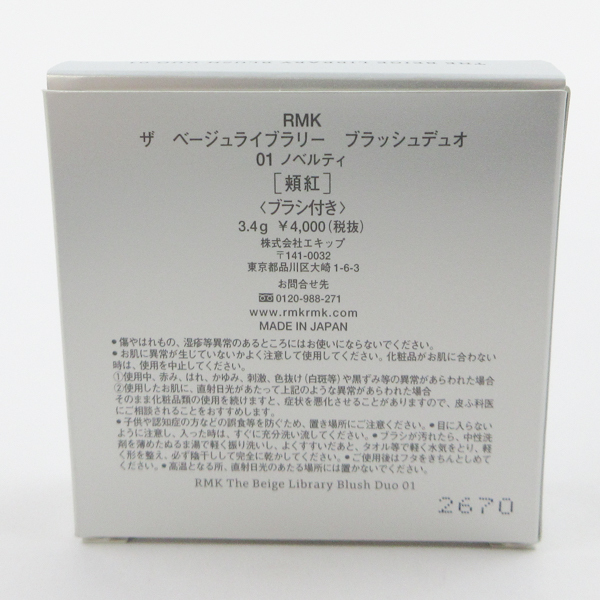 THE BEIGE LIBRARY BLUSH DUO 01
RMK
ザ　ベージュライブラリー　ブラッシュデュオ
01 ノベルティ
［頬紅］
〈ブラシ付き〉
3.4g ￥4,000（税抜）
株式会社エキップ
〒141-0032
東京都品川区大崎 1-6-3
お問合せ先
0120-988-271
www.rmkrmk.com
MADE IN JAPAN
●傷やはれもの、湿疹等異常のあるところにはお使いにならないでください。
●お肌に異常が生じていないかよく注意して使用してください。化粧品がお肌に合わない
時は、使用を中止してください。
①使用中、赤み、はれ、かゆみ、刺激、色抜け（白斑等）や黒ずみ等の異常があらわれた場合
②使用したお肌に、直射日光があたって上記のような異常があらわれた場合
そのまま化粧品類の使用を続けますと、症状を悪化させることがありますので、皮ふ科医
にご相談されることをおすすめします。
●子供や認知症の方などの誤食等を防ぐため、置き場所にご注意ください。●目に入らない
ように注意し、入った時は、すぐに充分洗い流してください。●ブラシが汚れたら、中性洗
剤を薄めたぬるま湯で軽く振り洗いし、よくすすいだあと、タオル等で軽く水気をとり、軽
く形を整え、必ず陰干しして完全に乾かしてください。●ご使用後はフタをきちんとしめて
ください。●高温となる所、直射日光のあたる場所には置かないでください。
RMK The Beige Library Blush Duo 01
2670